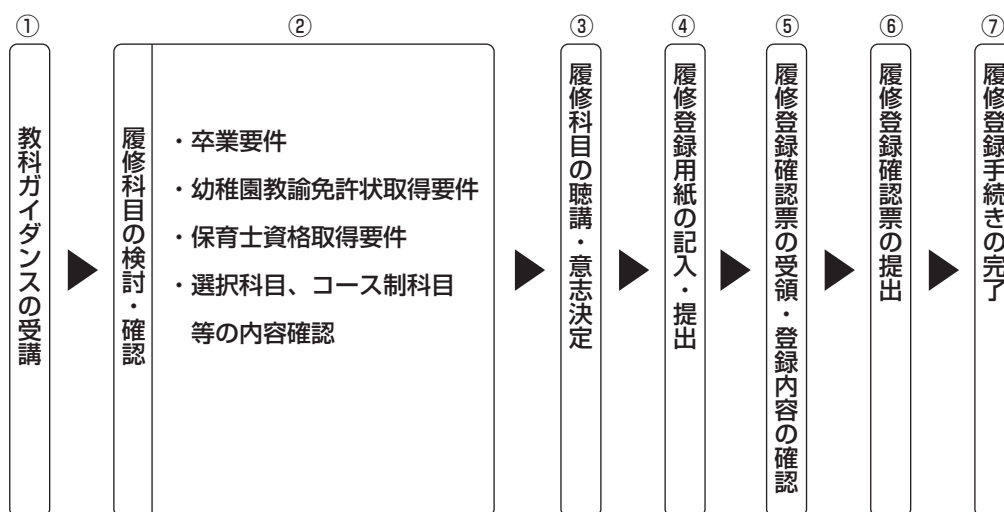 ①
教科ガイダンスの受講
②
履修科目の検討・確認
・卒業要件
・幼稚園教諭免許状取得要件
・保育士資格取得要件
・選択科目、コース制科目
等の内容確認
③
履修科目の聴講・意志決定
④
履修登録用紙の記入・提出
⑤
履修登録確認票の受領・登録内容の確認
⑥
履修登録確認票の提出
⑦
履修登録手続きの完了